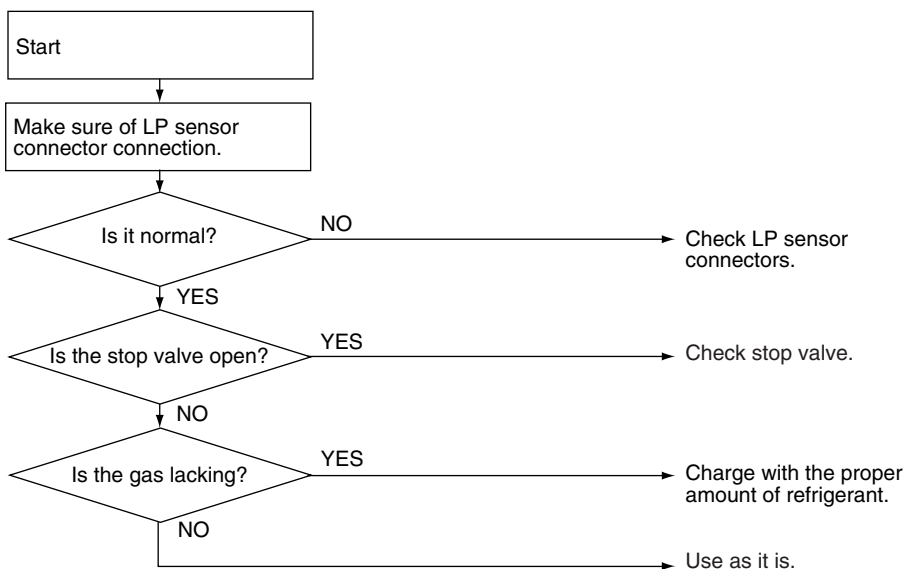 Start
Make sure of LP sensor
connector connection.
Is it normal?
NO
Check LP sensor
connectors.
YES
Is the stop valve open?
YES
Check stop valve.
NO
Is the gas lacking?
YES
Charge with the proper
amount of refrigerant.
NO
Use as it is.